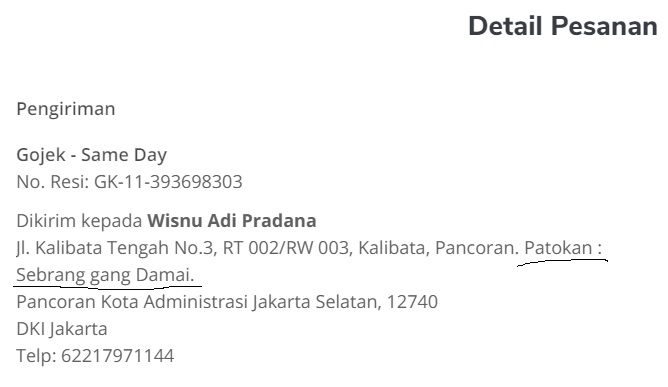 Detail Pesanan
Pengiriman
Gojek - Same Day
No. Resi: GK-11-393698303
Dikirim kepada Wisnu Adi Pradana
Jl. Kalibata Tengah No.3, RT 002/RW 003, Kalibata, Pancoran. Patokan :
Sebrang gang Damai.
Pancoran Kota Administrasi Jakarta Selatan, 12740
DKI Jakarta
Telp: 62217971144